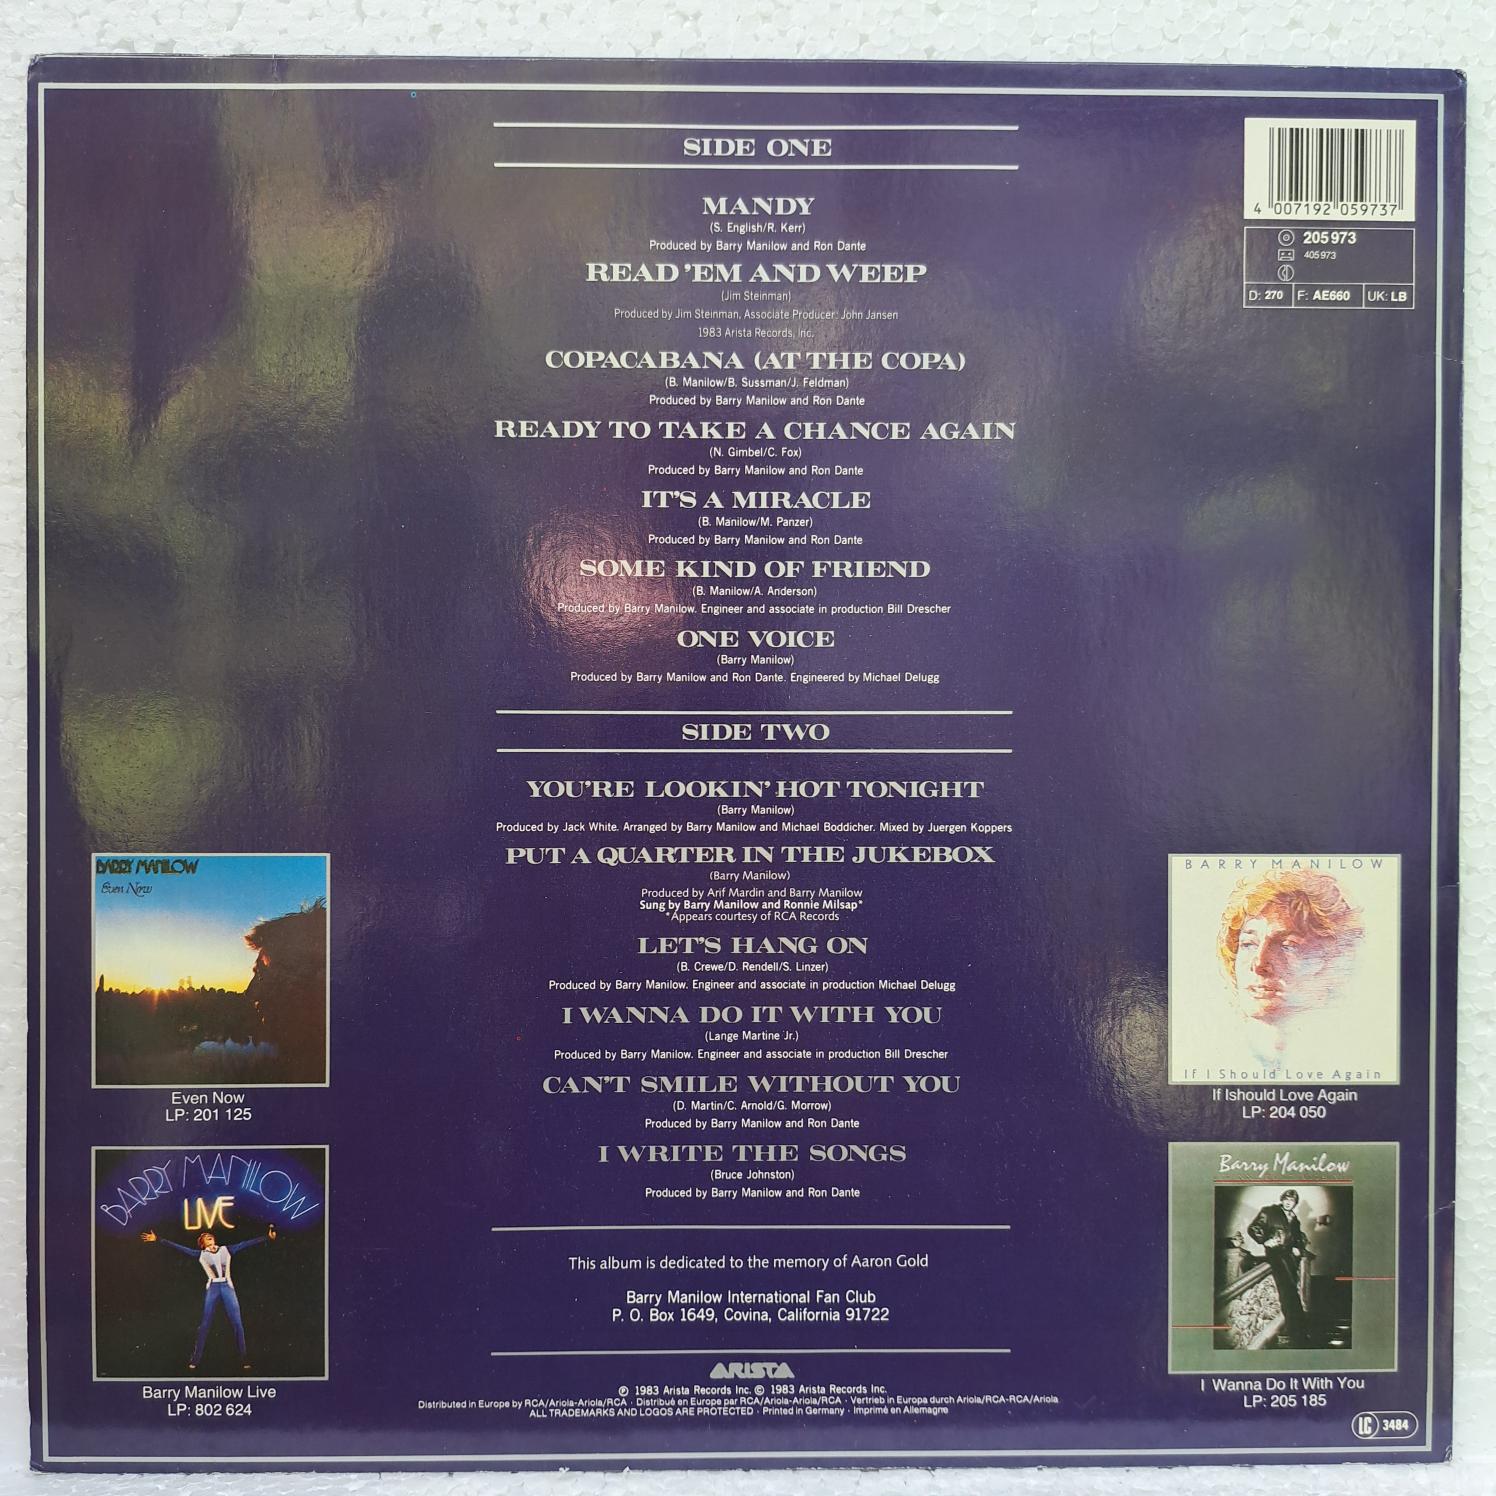 SIDE ONE
MANDY
(S. English/R. Kerr)
Produced by Barry Manilow and Ron Dante
READ 'EM AND WEEP
(Jim Steinman)
Produced by Jim Steinman, Associate Producer: John Jansen
1983 Arista Records, Inc.
COPACABANA (AT THE COPA)
(B. Manilow/B. Sussman/J. Feldman)
Produced by Barry Manilow and Ron Dante
READY TO TAKE A CHANCE AGAIN
(N. Gimbel/C. Fox)
Produced by Barry Manilow and Ron Dante
IT'S A MIRACLE
(B. Manilow/M. Panzer)
Produced by Barry Manilow and Ron Dante
SOME KIND OF FRIEND
(B. Manilow/A. Anderson)
Produced by Barry Manilow. Engineer and associate in production Bill Drescher
ONE VOICE
(Barry Manilow)
Produced by Barry Manilow and Ron Dante. Engineered by Michael Delugg
SIDE TWO
YOU'RE LOOKIN' HOT TONIGHT
(Barry Manilow)
Produced by Jack White. Arranged by Barry Manilow and Michael Boddicher. Mixed by Juergen Koppers
PUT A QUARTER IN THE JUKEBOX
(Barry Manilow)
Produced by Arif Mardin and Barry Manilow
Sung by Barry Manilow and Ronnie Milsap*
*Appears courtesy of RCA Records
LET'S HANG ON
(B. Crewe/D. Rendell/S. Linzer)
Produced by Barry Manilow. Engineer and associate in production Michael Delugg
I WANNA DO IT WITH YOU
(Lange Martine Jr.)
Produced by Barry Manilow. Engineer and associate in production Bill Drescher
CAN'T SMILE WITHOUT YOU
(D. Martin/C. Arnold/G. Morrow)
Produced by Barry Manilow and Ron Dante
I WRITE THE SONGS
(Bruce Johnston)
Produced by Barry Manilow and Ron Dante
This album is dedicated to the memory of Aaron Gold
Barry Manilow International Fan Club
P. O. Box 1649, Covina, California 91722
ARISTA
℗ 1983 Arista Records Inc. © 1983 Arista Records Inc.
Distributed in Europe by RCA/Ariola-Ariola/RCA · Distribué en Europe par RCA/Ariola-Ariola/RCA · Vertrieb in Europa durch Ariola/RCA-RCA/Ariola
ALL TRADEMARKS AND LOGOS ARE PROTECTED · Printed in Germany · Imprimé en Allemagne
4 007192 059737
205 973
405 973
D: 270 F: AE660 UK: LB
BARRY MANILOW
Even Now
Even Now
LP: 201 125
BARRY MANILOW
LIVE
Barry Manilow Live
LP: 802 624
BARRY MANILOW
If I Should Love Again
If Ishould Love Again
LP: 204 050
Barry Manilow
I Wanna Do It With You
LP: 205 185
LC 3484